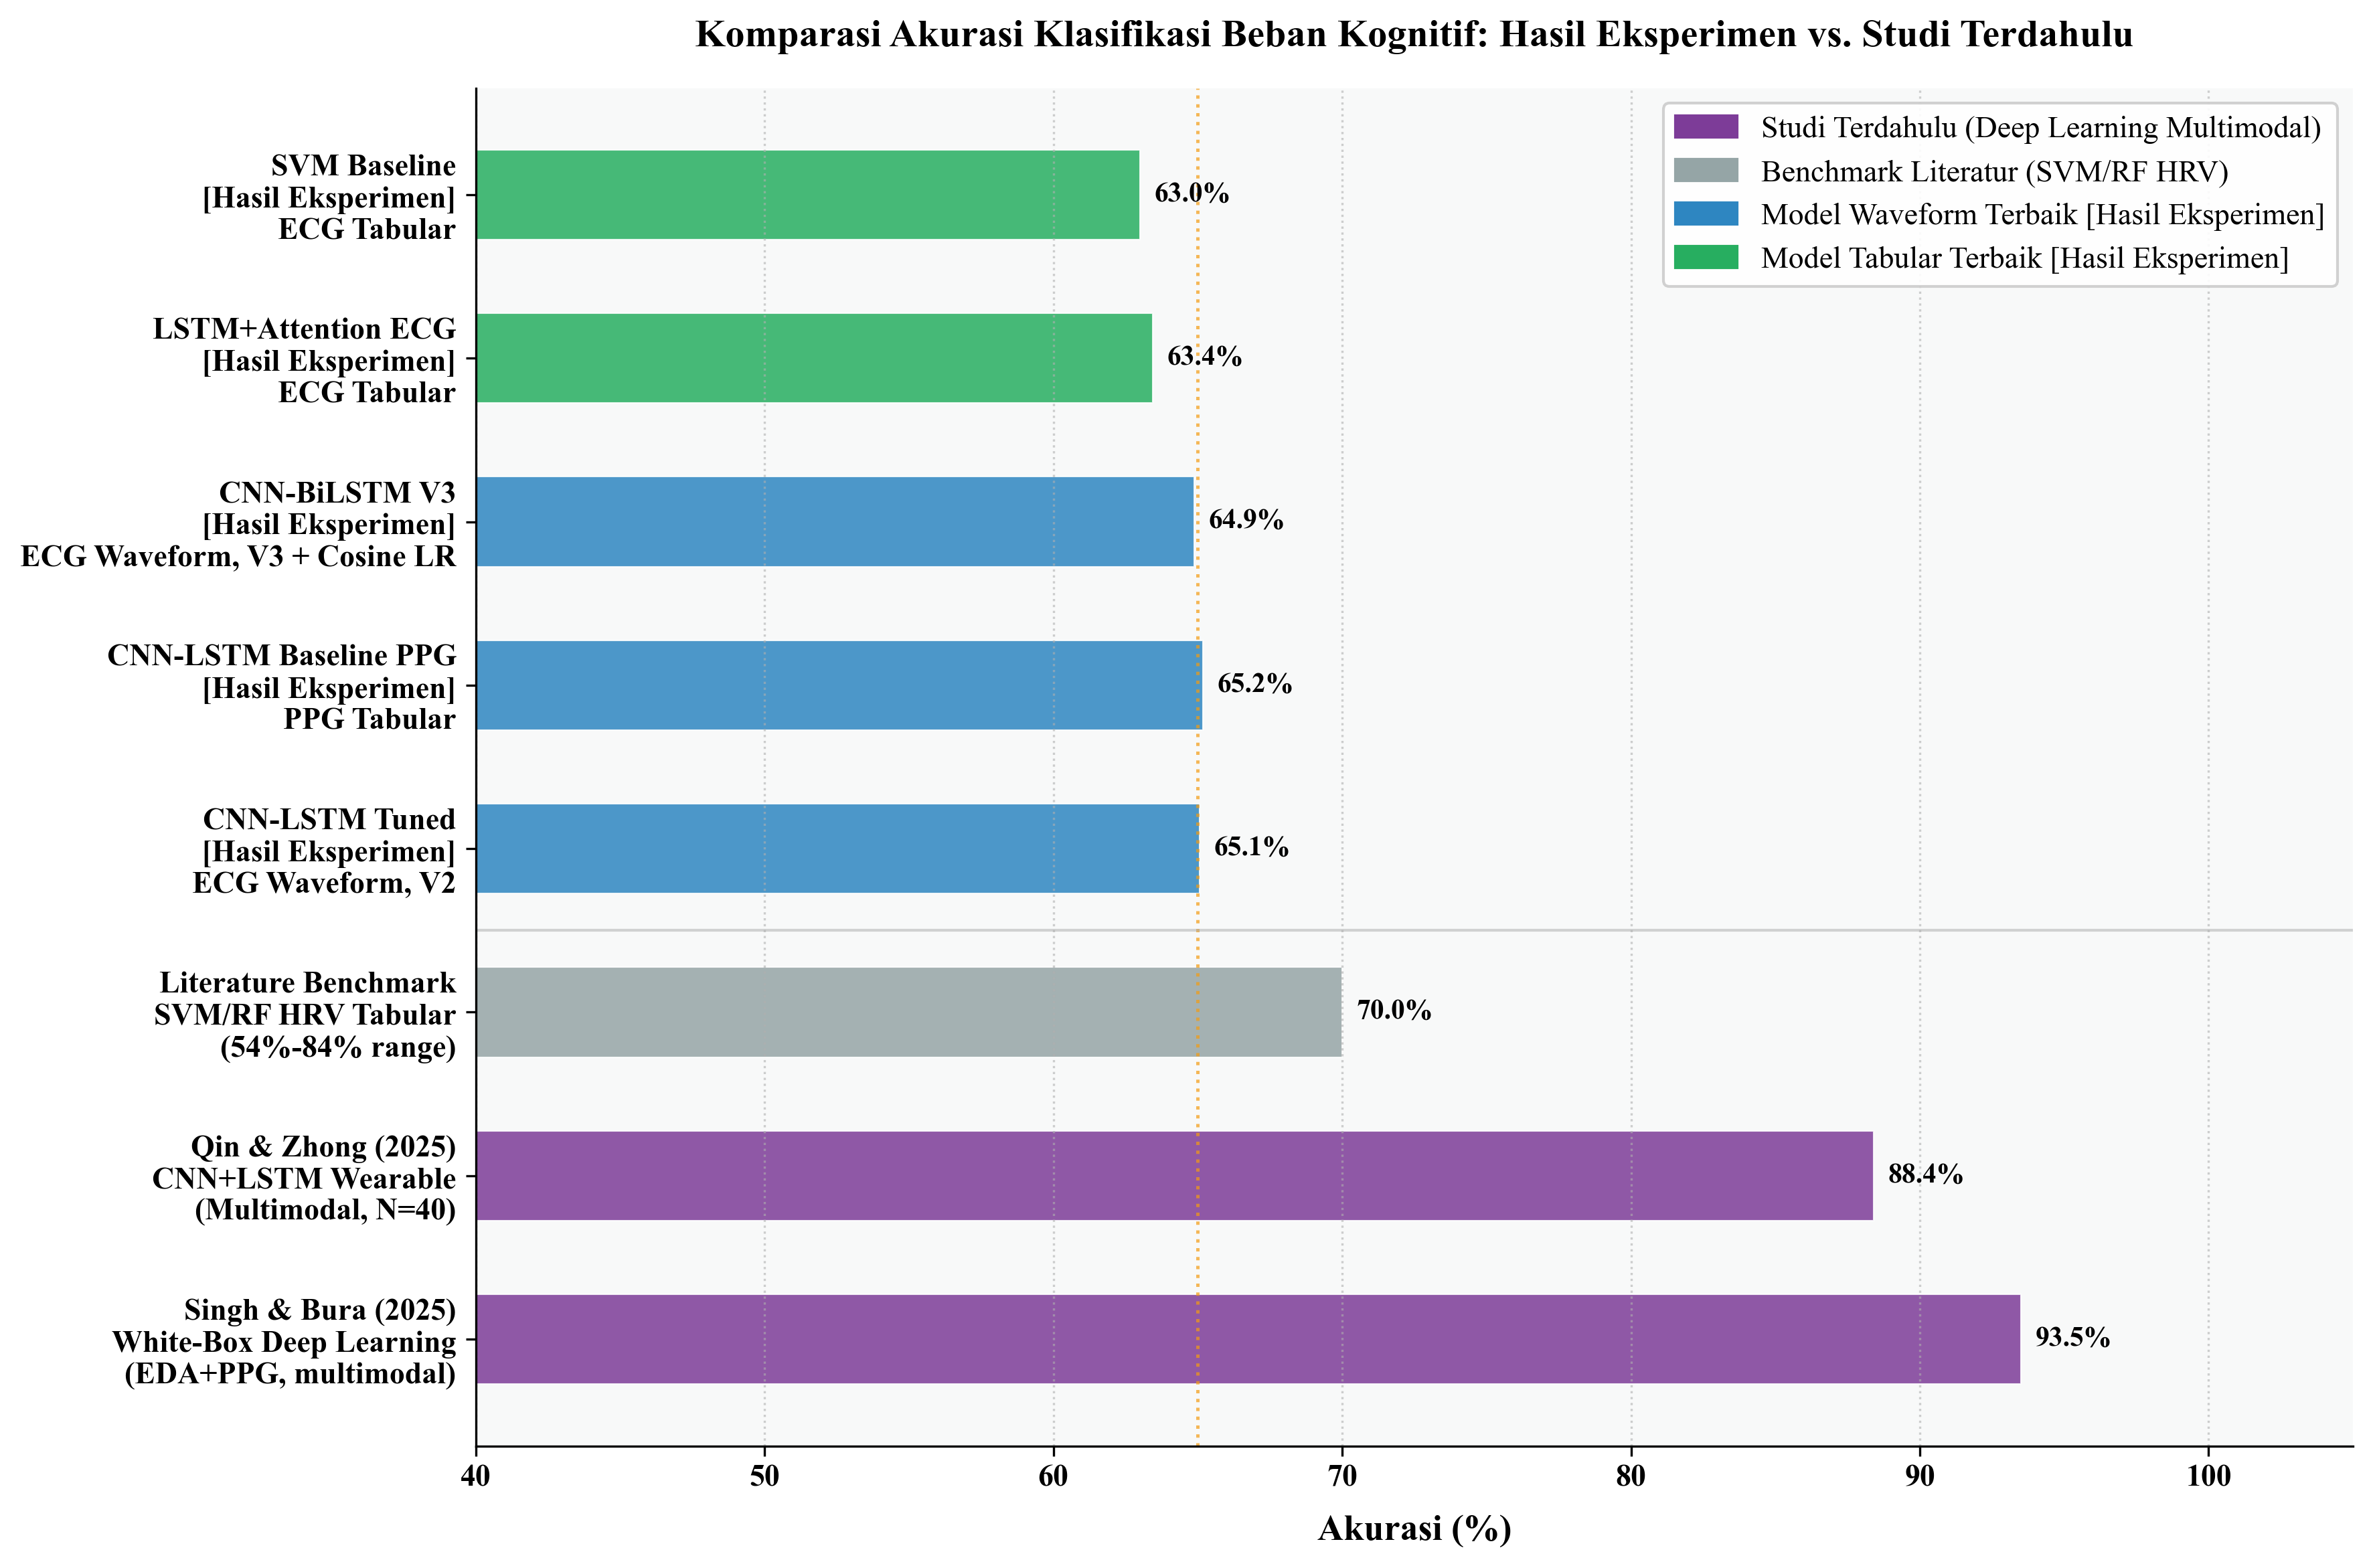 Komparasi Akurasi Klasifikasi Beban Kognitif: Hasil Eksperimen vs. Studi Terdahulu
Studi Terdahulu (Deep Learning Multimodal)
Benchmark Literatur (SVM/RF HRV)
Model Waveform Terbaik [Hasil Eksperimen]
Model Tabular Terbaik [Hasil Eksperimen]
SVM Baseline
[Hasil Eksperimen]
ECG Tabular
63.0%
LSTM+Attention ECG
[Hasil Eksperimen]
ECG Tabular
63.4%
CNN-BiLSTM V3
[Hasil Eksperimen]
ECG Waveform, V3 + Cosine LR
64.9%
CNN-LSTM Baseline PPG
[Hasil Eksperimen]
PPG Tabular
65.2%
CNN-LSTM Tuned
[Hasil Eksperimen]
ECG Waveform, V2
65.1%
Literature Benchmark
SVM/RF HRV Tabular
(54%-84% range)
70.0%
Qin & Zhong (2025)
CNN+LSTM Wearable
(Multimodal, N=40)
88.4%
Singh & Bura (2025)
White-Box Deep Learning
(EDA+PPG, multimodal)
93.5%
40 50 60 70 80 90 100
Akurasi (%)